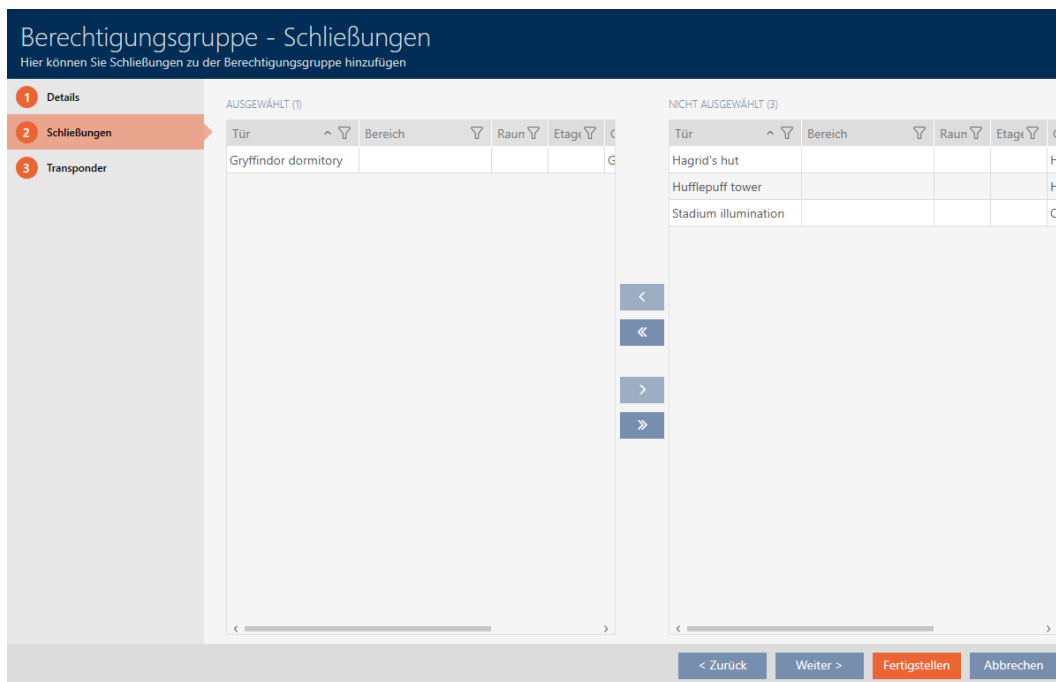 Berechtigungsgruppe - Schließungen
Hier können Sie Schließungen zu der Berechtigungsgruppe hinzufügen
1 Details
2 Schließungen
3 Transponder
AUSGEWÄHLT (1)
Tür Bereich Raum Etage
Gryffindor dormitory G
NICHT AUSGEWÄHLT (3)
Tür Bereich Raum Etage
Hagrid's hut H
Hufflepuff tower H
Stadium illumination
< Zurück Weiter > Fertigstellen Abbrechen